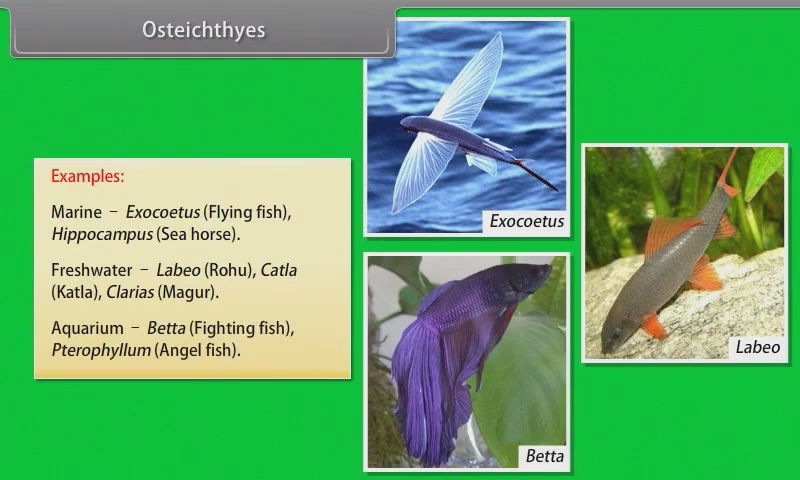 Osteichthyes
Examples:
Marine – Exocoetus (Flying fish),
Hippocampus (Sea horse).
Freshwater – Labeo (Rohu), Catla
(Katla), Clarias (Magur).
Aquarium – Betta (Fighting fish),
Pterophyllum (Angel fish).
Exocoetus
Labeo
Betta